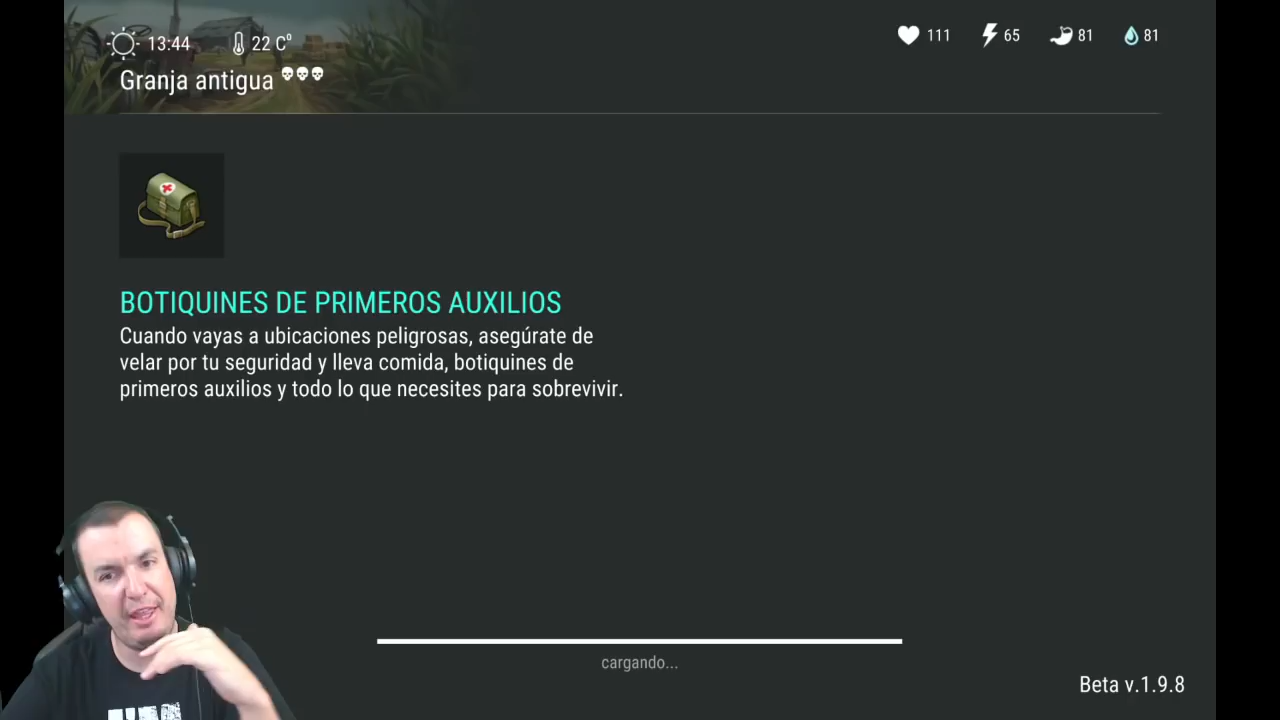 13:44 22 C° 111 65 81 81
Granja antigua
BOTIQUINES DE PRIMEROS AUXILIOS
Cuando vayas a ubicaciones peligrosas, asegúrate de
velar por tu seguridad y lleva comida, botiquines de
primeros auxilios y todo lo que necesites para sobrevivir.
cargando...
Beta v.1.9.8